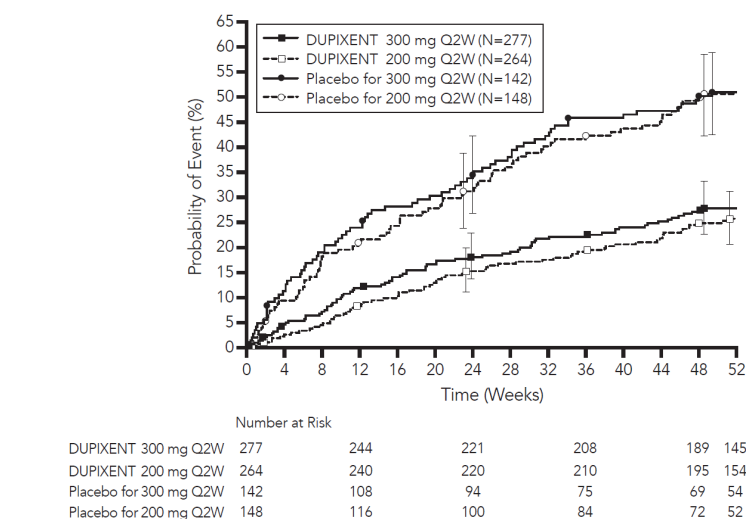 65
60
55
50
45
40
35
30
25
20
15
10
5
0
Probability of Event (%)
DUPIXENT 300 mg Q2W (N=277)
DUPIXENT 200 mg Q2W (N=264)
Placebo for 300 mg Q2W (N=142)
Placebo for 200 mg Q2W (N=148)
0 4 8 12 16 20 24 28 32 36 40 44 48 52
Time (Weeks)
Number at Risk
DUPIXENT 300 mg Q2W 277 244 221 208 189 145
DUPIXENT 200 mg Q2W 264 240 220 210 195 154
Placebo for 300 mg Q2W 142 108 94 75 69 54
Placebo for 200 mg Q2W 148 116 100 84 72 52